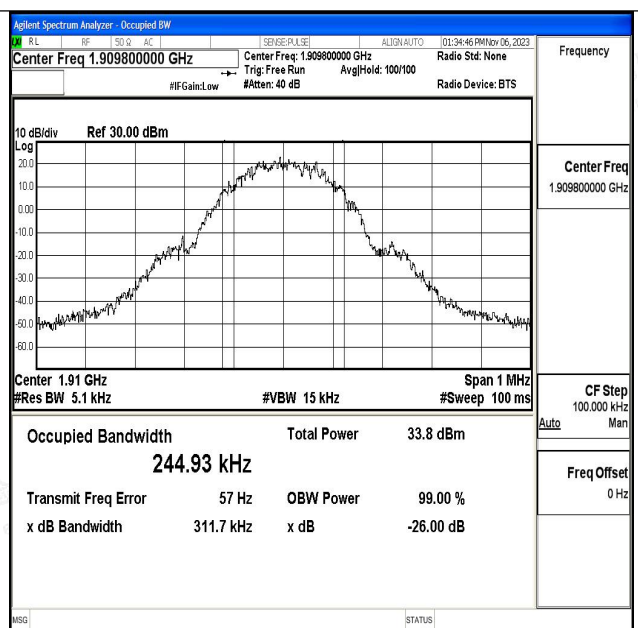 Agilent Spectrum Analyzer - Occupied BW
LXI RL RF 50 Ω AC SENSE:PULSE ALIGN AUTO 01:34:46 PM Nov 06, 2023
Center Freq 1.909800000 GHz
Center Freq: 1.909800000 GHz
Radio Std: None
Trig: Free Run Avg|Hold: 100/100
#IFGain:Low #Atten: 40 dB Radio Device: BTS
10 dB/div Ref 30.00 dBm
Log
20.0
10.0
0.00
-10.0
-20.0
-30.0
-40.0
-50.0
-60.0
Center 1.91 GHz Span 1 MHz
#Res BW 5.1 kHz #VBW 15 kHz #Sweep 100 ms
Occupied Bandwidth Total Power 33.8 dBm
244.93 kHz
Transmit Freq Error 57 Hz OBW Power 99.00 %
x dB Bandwidth 311.7 kHz x dB -26.00 dB
MSG STATUS
Frequency
Center Freq
1.909800000 GHz
CF Step
100.000 kHz
Auto Man
Freq Offset
0 Hz